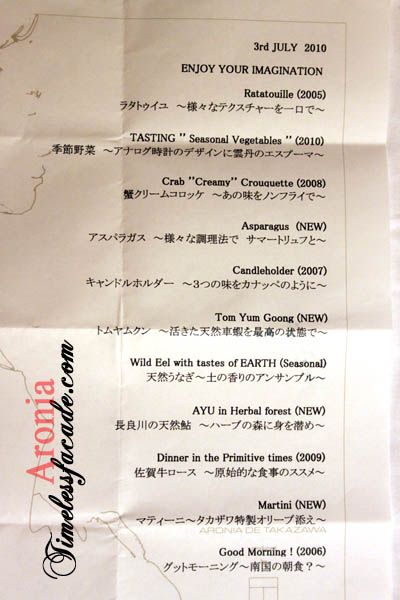 3rd JULY 2010
ENJOY YOUR IMAGINATION
Ratatouille (2005)
ラタトゥイユ ～様々なテクスチャーを一口で～
TASTING ” Seasonal Vegetables ” (2010)
季節野菜 ～アナログ時計のデザインに雲丹のエスプーマ～
Crab ”Creamy” Crouquette (2008)
蟹クリームコロッケ ～あの味をノンフライで～
Asparagus (NEW)
アスパラガス ～様々な調理法で サマートリュフと～
Candleholder (2007)
キャンドルホルダー ～３つの味をカナッペのように～
Tom Yum Goong (NEW)
トムヤムクン ～活きた天然車蝦を最高の状態で～
Wild Eel with tastes of EARTH (Seasonal)
天然うなぎ～土の香りのアンサンブル～
AYU in Herbal forest (NEW)
長良川の天然鮎 ～ハーブの森に身を潜め～
Dinner in the Primitive times (2009)
佐賀牛ロース ～原始的な食事のススメ～
Martini (NEW)
マティーニ～タカザワ特製オリーブ添え～
ARONIA DE TAKAZAWA
Good Morning ! (2006)
グットモーニング～南国の朝食？～
Aronia
Timelessfacade.com